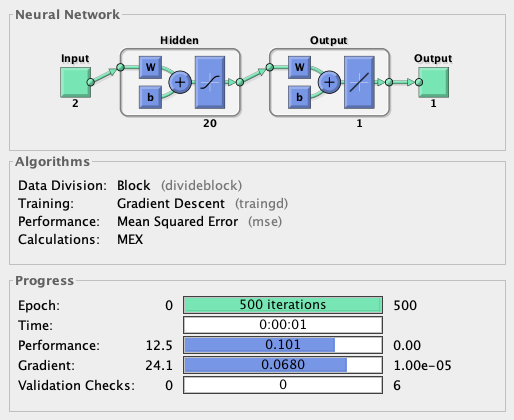 Neural Network
Hidden Output
Input Output
W b W b
2 20 1 1
Algorithms
Data Division: Block (divideblock)
Training: Gradient Descent (traingd)
Performance: Mean Squared Error (mse)
Calculations: MEX
Progress
Epoch: 0 500 iterations 500
Time: 0:00:01
Performance: 12.5 0.101 0.00
Gradient: 24.1 0.0680 1.00e-05
Validation Checks: 0 0 6